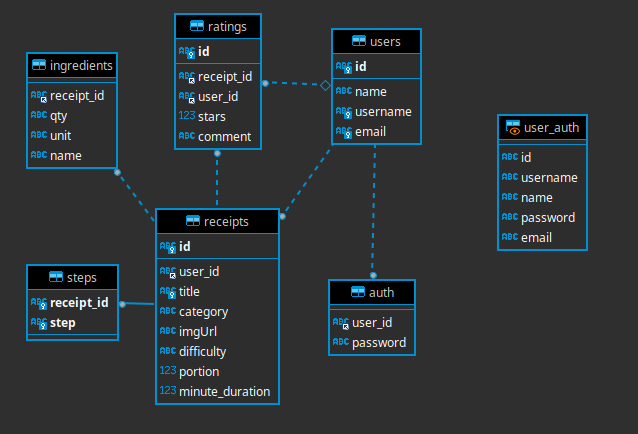 ingredients
ABC receipt_id
ABC qty
ABC unit
ABC name
ratings
ABC id
ABC receipt_id
ABC user_id
123 stars
ABC comment
users
ABC id
ABC name
ABC username
ABC email
user_auth
ABC id
ABC username
ABC name
ABC password
ABC email
steps
ABC receipt_id
ABC step
receipts
ABC id
ABC user_id
ABC title
ABC category
ABC imgUrl
ABC difficulty
123 portion
123 minute_duration
auth
ABC user_id
ABC password